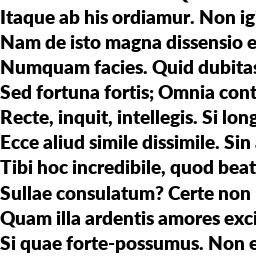 Itaque ab his ordiamur. Non ig
Nam de isto magna dissensio e
Numquam facies. Quid dubitas
Sed fortuna fortis; Omnia cont
Recte, inquit, intellegis. Si long
Ecce aliud simile dissimile. Sin
Tibi hoc incredibile, quod beat
Sullae consulatum? Certe non
Quam illa ardentis amores exci
Si quae forte-possumus. Non e